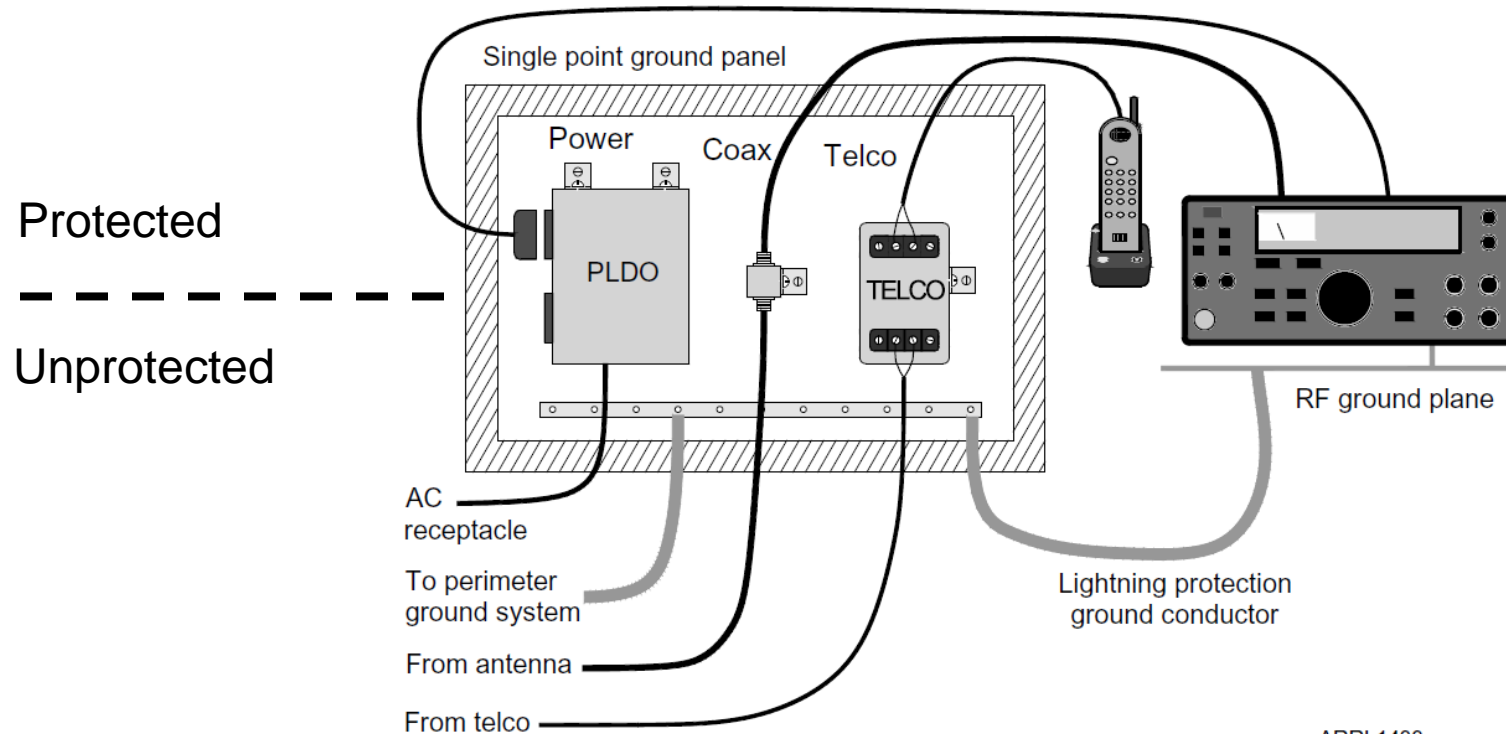 Single point ground panel
Power
Coax
Telco
Protected
PLDO
TELCO
Unprotected
RF ground plane
AC
receptacle
To perimeter
ground system
Lightning protection
ground conductor
From antenna
From telco